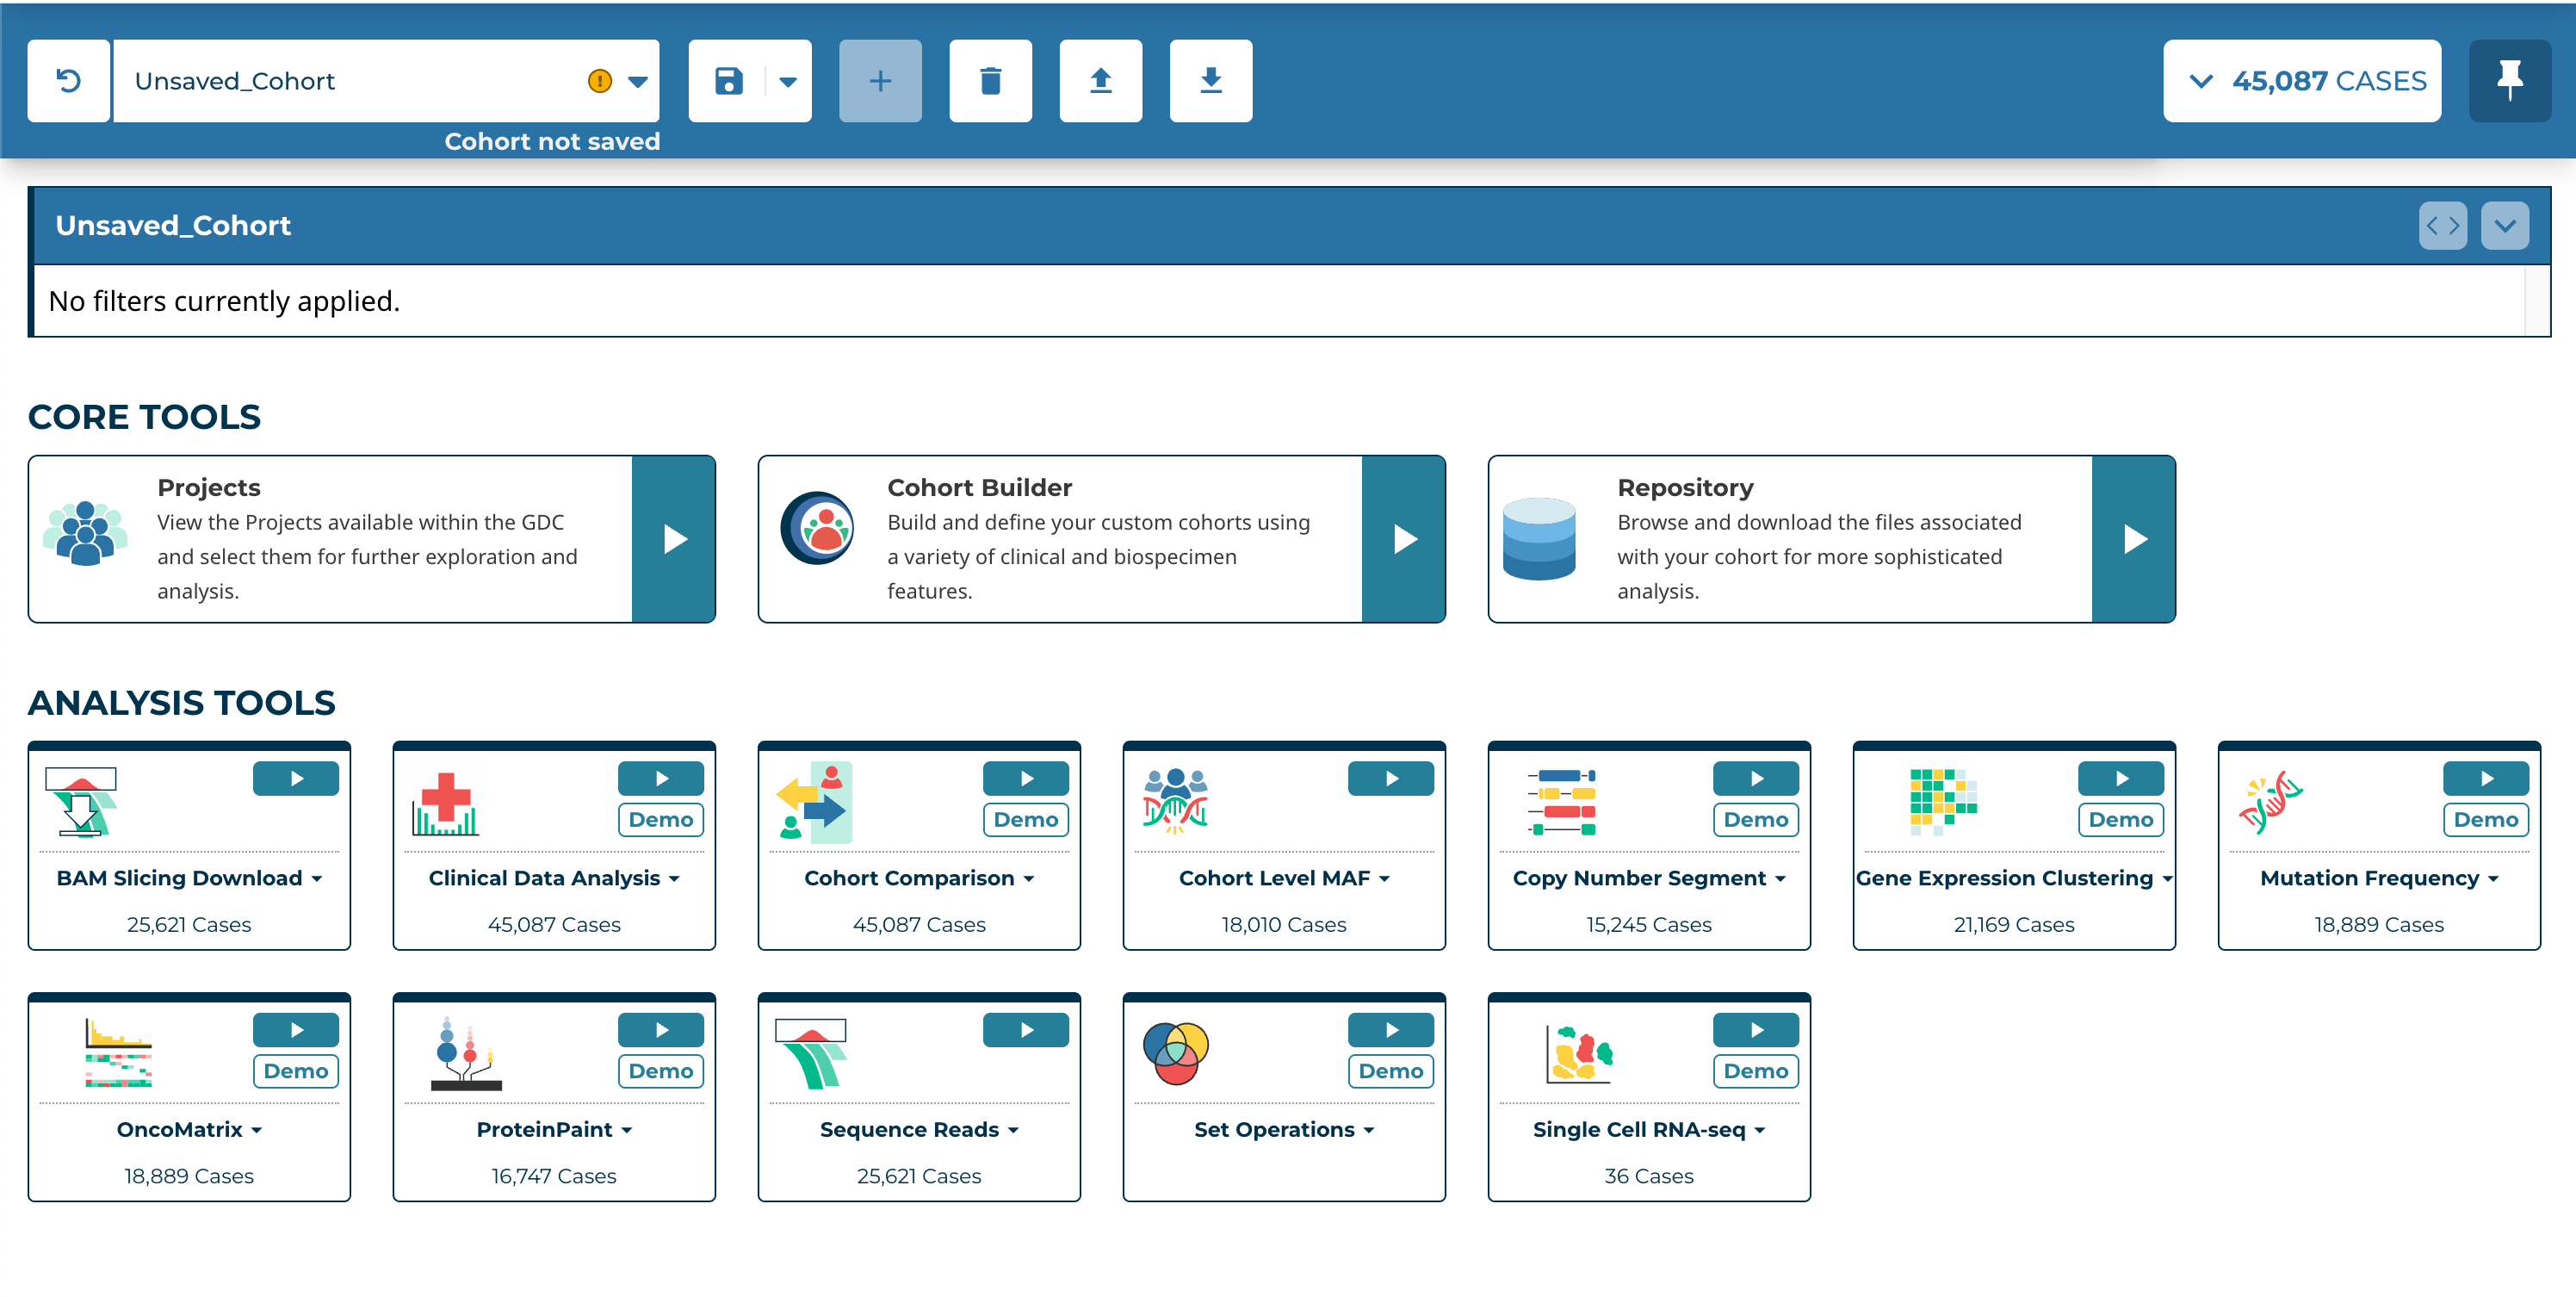 Unsaved_Cohort
45,087 CASES
Cohort not saved
Unsaved_Cohort
No filters currently applied.
CORE TOOLS
Projects
View the Projects available within the GDC
and select them for further exploration and
analysis.
Cohort Builder
Build and define your custom cohorts using
a variety of clinical and biospecimen
features.
Repository
Browse and download the files associated
with your cohort for more sophisticated
analysis.
ANALYSIS TOOLS
BAM Slicing Download
25,621 Cases
Demo
Clinical Data Analysis
45,087 Cases
Demo
Cohort Comparison
45,087 Cases
Cohort Level MAF
18,010 Cases
Demo
Copy Number Segment
15,245 Cases
Demo
Gene Expression Clustering
21,169 Cases
Demo
Mutation Frequency
18,889 Cases
Demo
OncoMatrix
18,889 Cases
Demo
ProteinPaint
16,747 Cases
Sequence Reads
25,621 Cases
Demo
Set Operations
Demo
Single Cell RNA-seq
36 Cases